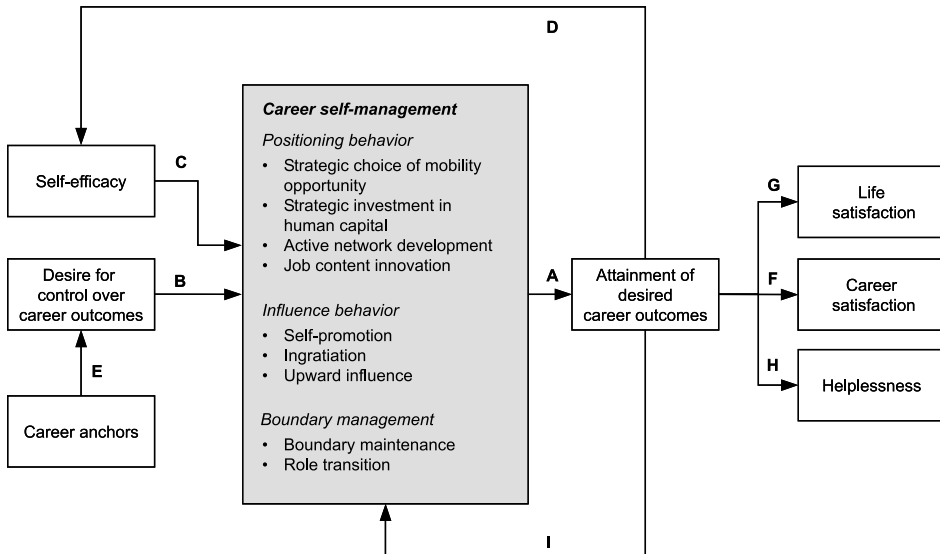 D
Career self-management
Positioning behavior
• Strategic choice of mobility
opportunity
• Strategic investment in
human capital
• Active network development
• Job content innovation
Influence behavior
• Self-promotion
• Ingratiation
• Upward influence
Boundary management
• Boundary maintenance
• Role transition
Self-efficacy
C
Desire for
control over
career outcomes
B
E
Career anchors
A
Attainment of
desired
career outcomes
G
Life
satisfaction
F
Career
satisfaction
H
Helplessness
I